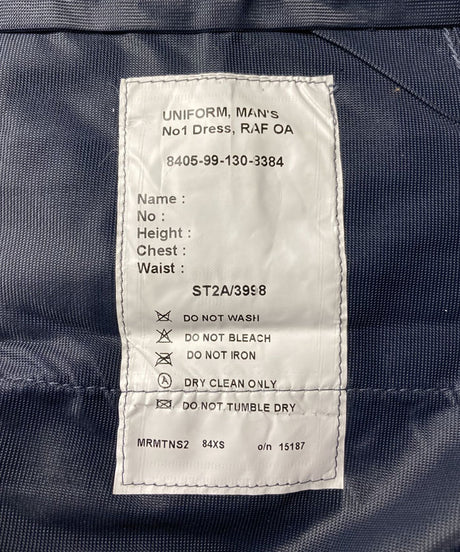 UNIFORM, MAN'S
No1 Dress, RAF OA
8405-99-130-3384
Name :
No :
Height :
Chest :
Waist :
ST2A/3998
DO NOT WASH
DO NOT BLEACH
DO NOT IRON
A DRY CLEAN ONLY
DO NOT TUMBLE DRY
MRMTNS2 84XS o/n 15187